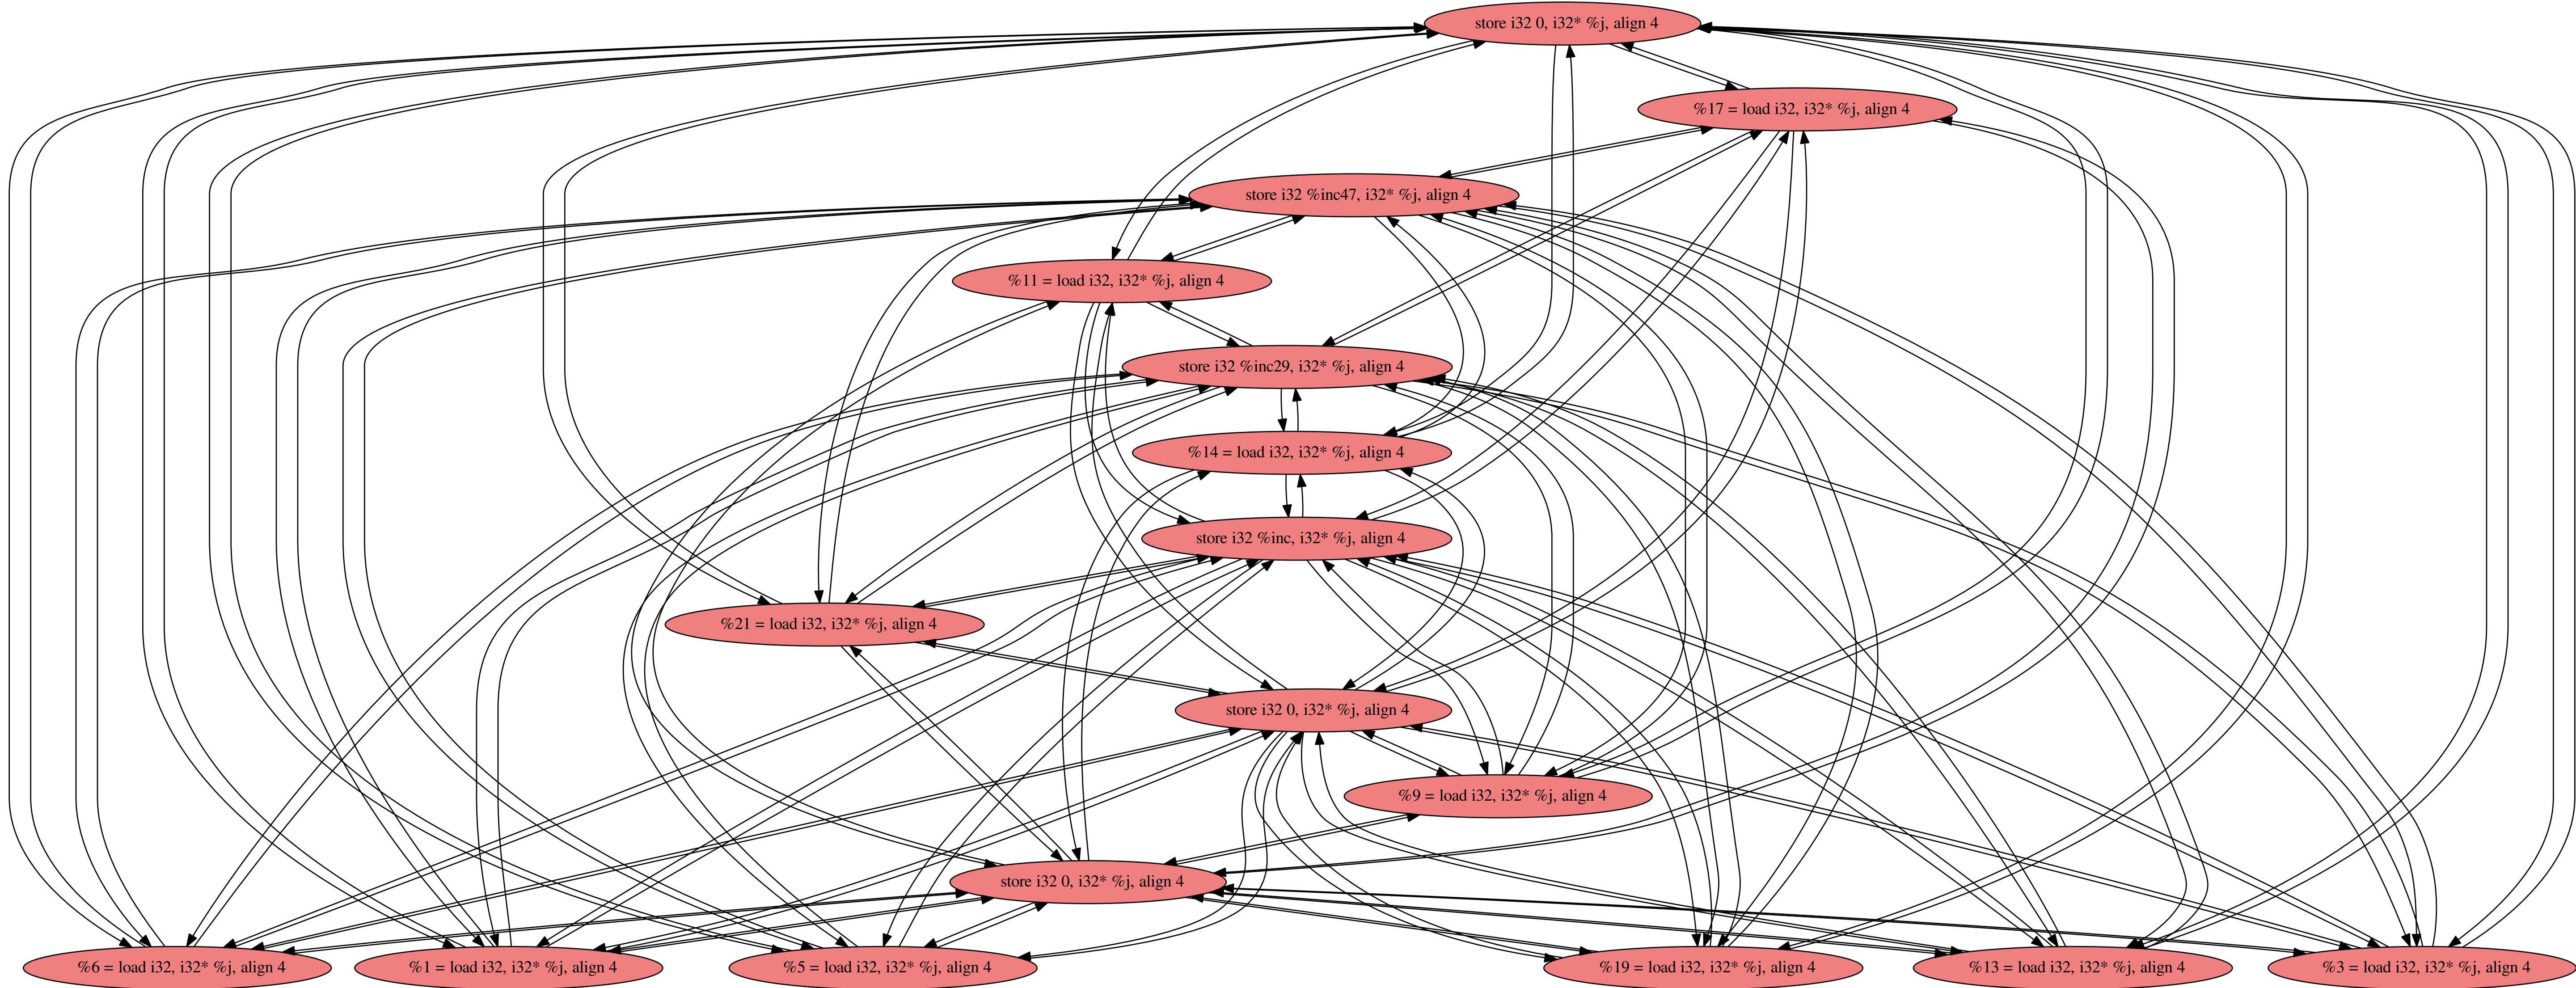 store i32 0, i32* %j, align 4
%17 = load i32, i32* %j, align 4
store i32 %inc47, i32* %j, align 4
%11 = load i32, i32* %j, align 4
store i32 %inc29, i32* %j, align 4
%14 = load i32, i32* %j, align 4
store i32 %inc, i32* %j, align 4
%21 = load i32, i32* %j, align 4
store i32 0, i32* %j, align 4
%9 = load i32, i32* %j, align 4
store i32 0, i32* %j, align 4
%6 = load i32, i32* %j, align 4
%1 = load i32, i32* %j, align 4
%5 = load i32, i32* %j, align 4
%19 = load i32, i32* %j, align 4
%13 = load i32, i32* %j, align 4
%3 = load i32, i32* %j, align 4